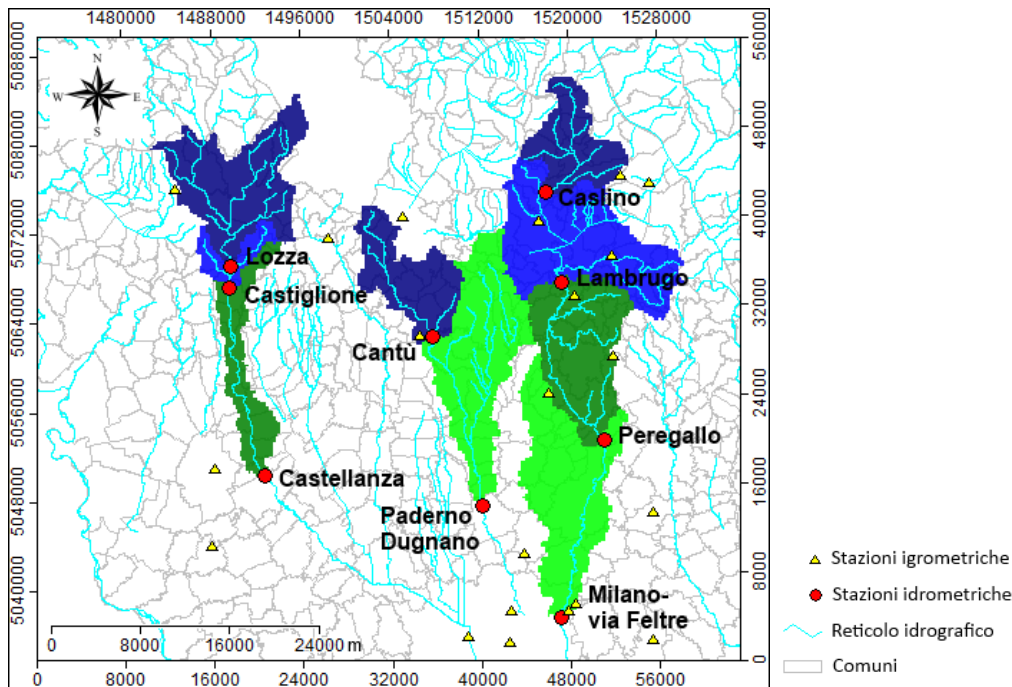 1480000 1488000 1496000 1504000 1512000 1520000 1528000
5088000
5080000
5072000
5064000
5056000
5048000
5040000
56000
48000
40000
32000
24000
16000
8000
0
N
W E
S
Caslino
Lozza
Lambrugo
Castiglione
Cantù
Peregallo
Castellanza
Paderno
Dugnano
Milano-
via Feltre
0 8000 16000 24000 m
0 8000 16000 24000 32000 40000 48000 56000
Stazioni igrometriche
Stazioni idrometriche
Reticolo idrografico
Comuni